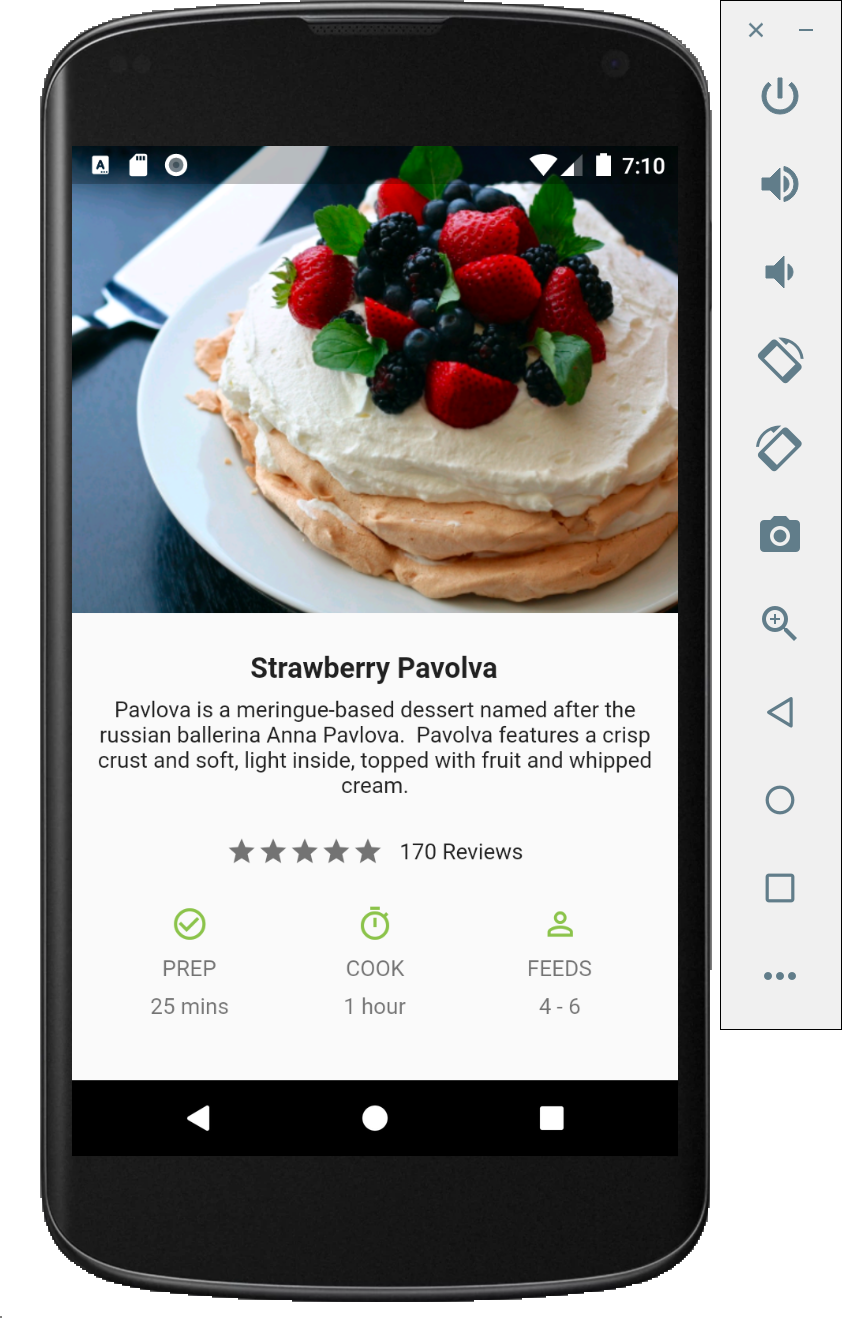 7:10
Strawberry Pavolva
Pavlova is a meringue-based dessert named after the
russian ballerina Anna Pavlova.  Pavolva features a crisp
crust and soft, light inside, topped with fruit and whipped
cream.
170 Reviews
PREP COOK FEEDS
25 mins 1 hour 4 - 6